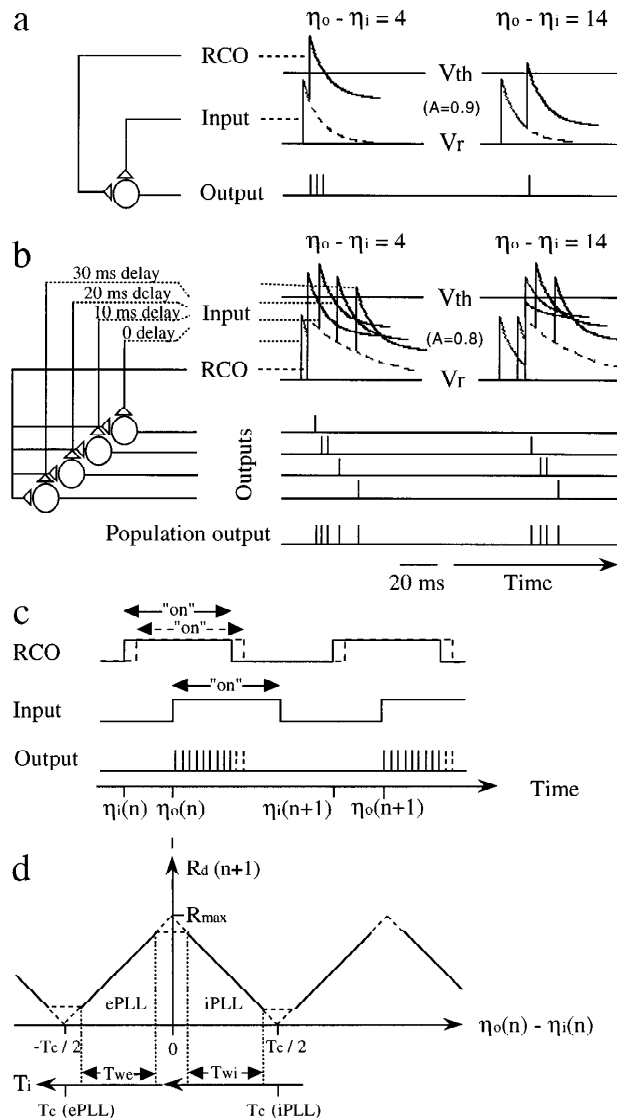 a
ηo - ηi = 4
ηo - ηi = 14
RCO
Vth
(A=0.9)
Input
Vr
Output
b
ηo - ηi = 4
ηo - ηi = 14
30 ms delay
20 ms delay
10 ms delay
0 delay
Input
Vth
(A=0.8)
RCO
Vr
Outputs
Population output
20 ms
Time
c
"on"
"on"
RCO
"on"
Input
Output
Time
ηi(n)
ηo(n)
ηi(n+1)
ηo(n+1)
d
Rd (n+1)
Rmax
ePLL
iPLL
ηo(n) - ηi(n)
-Tc / 2
0
Tc / 2
Twe
Twi
Ti
Tc (ePLL)
Tc (iPLL)